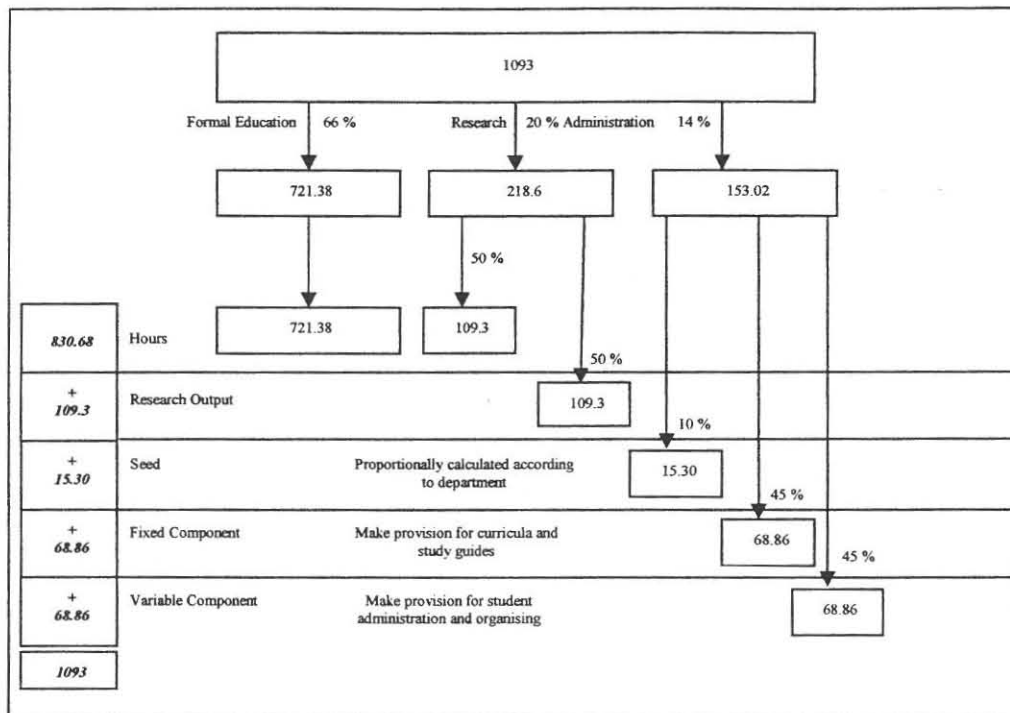 1093
Formal Education 66 % Research 20 % Administration 14 %
721.38 218.6 153.02
50 %
830.68 Hours 721.38 109.3
50 %
+
109.3 Research Output 109.3
10 %
+
15.30 Seed Proportionally calculated according
to department 15.30
45 %
+
68.86 Fixed Component Make provision for curricula and
study guides 68.86
45 %
+
68.86 Variable Component Make provision for student
administration and organising 68.86
1093